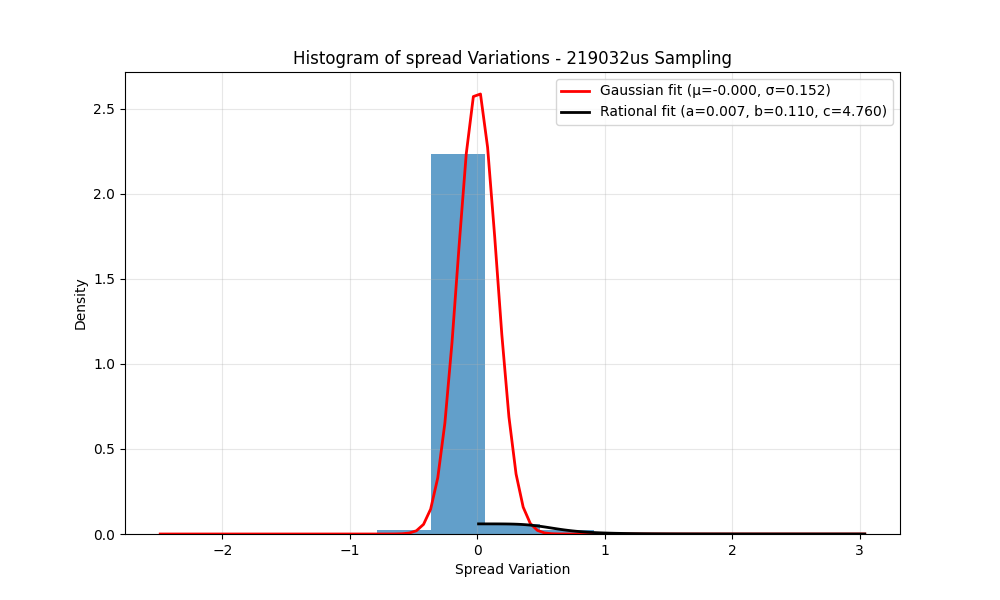 Histogram of spread Variations - 219032us Sampling
Gaussian fit (μ=-0.000, σ=0.152)
Rational fit (a=0.007, b=0.110, c=4.760)
Density
2.5
2.0
1.5
1.0
0.5
0.0
−2
−1
0
1
2
3
Spread Variation